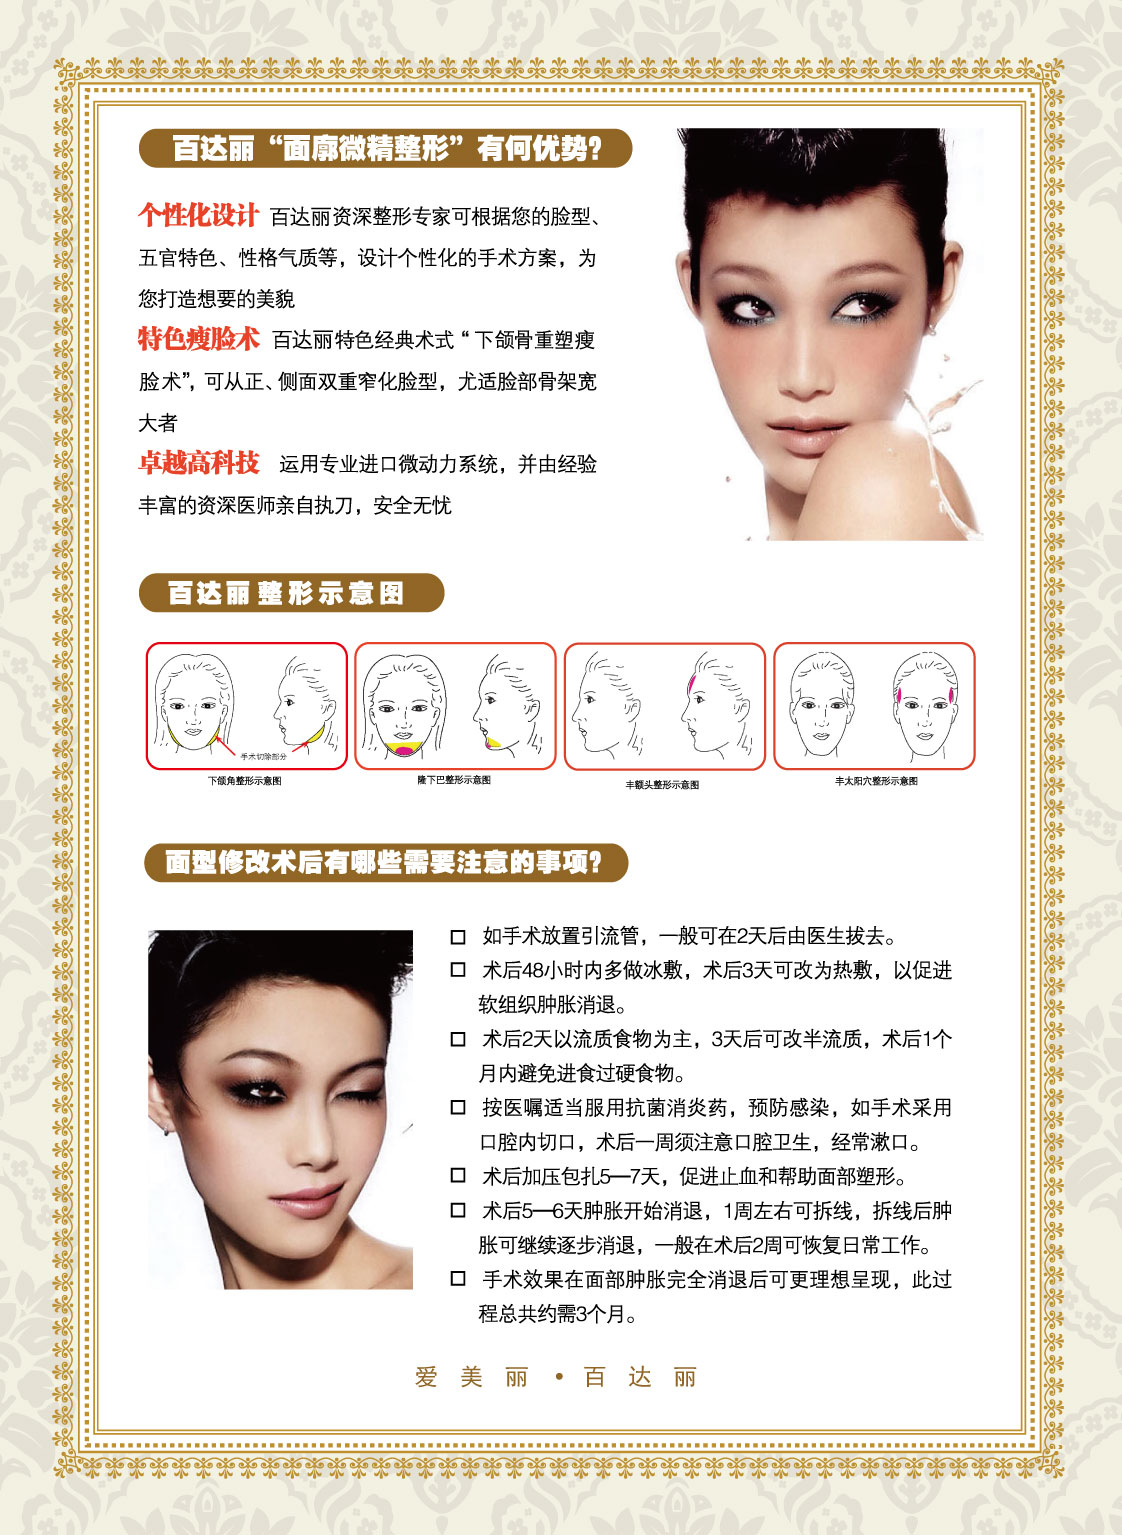 百达丽“面廓微精整形”有何优势？
个性化设计 百达丽资深整形专家可根据您的脸型、
五官特色、性格气质等，设计个性化的手术方案，为
您打造想要的美貌
特色瘦脸术 百达丽特色经典术式“下颌骨重塑瘦
脸术”，可从正、侧面双重窄化脸型，尤适脸部骨架宽
大者
卓越高科技 运用专业进口微动力系统，并由经验
丰富的资深医师亲自执刀，安全无忧
百达丽整形示意图
手术切除部分
下颌角整形示意图
隆下巴整形示意图
丰额头整形示意图
丰太阳穴整形示意图
面型修改术后有哪些需要注意的事项？
□ 如手术放置引流管，一般可在2天后由医生拔去。
□ 术后48小时内多做冰敷，术后3天可改为热敷，以促进
软组织肿胀消退。
□ 术后2天以流质食物为主，3天后可改半流质，术后1个
月内避免进食过硬食物。
□ 按医嘱适当服用抗菌消炎药，预防感染，如手术采用
口腔内切口，术后一周须注意口腔卫生，经常漱口。
□ 术后加压包扎5—7天，促进止血和帮助面部塑形。
□ 术后5—6天肿胀开始消退，1周左右可拆线，拆线后肿
胀可继续逐步消退，一般在术后2周可恢复日常工作。
□ 手术效果在面部肿胀完全消退后可更理想呈现，此过
程总共约需3个月。
爱美丽·百达丽